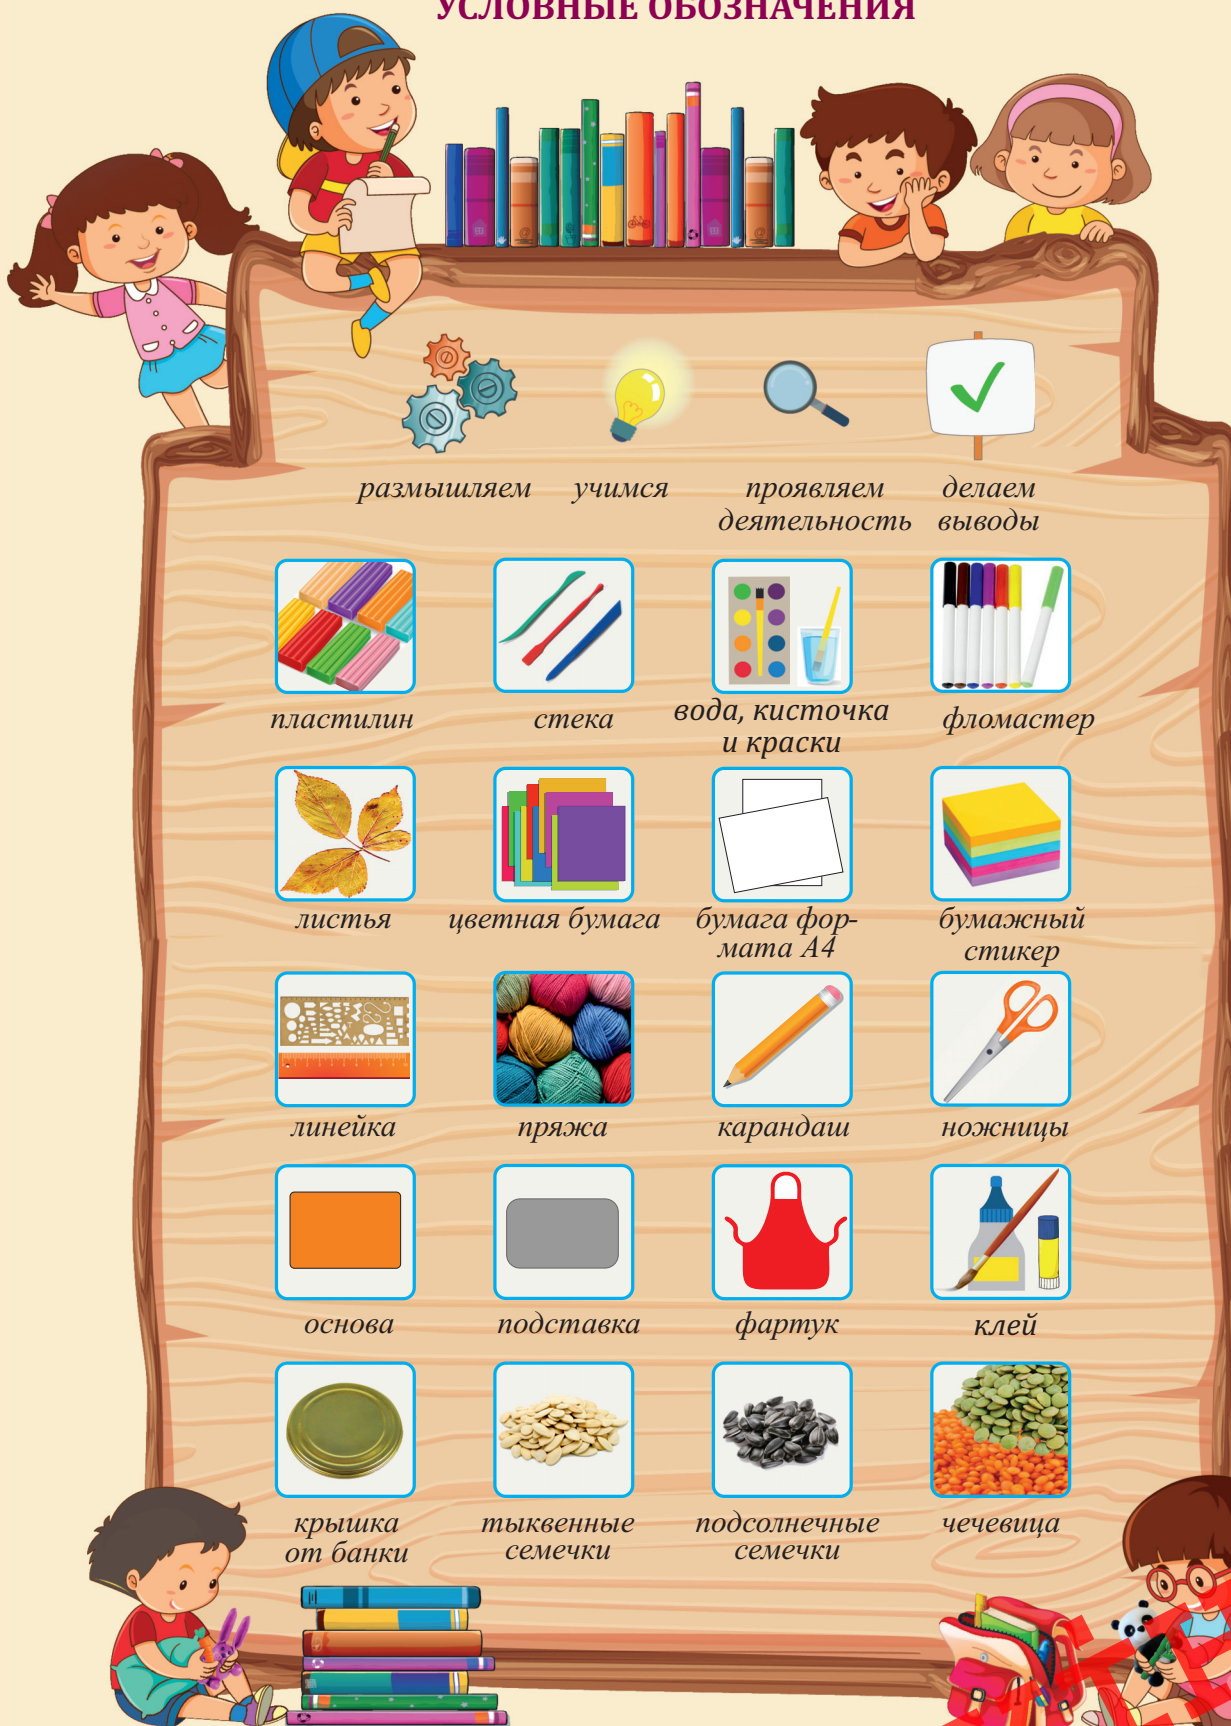 УСЛОВНЫЕ ОБОЗНАЧЕНИЯ
размышляем учимся проявляем деятельность делаем выводы
пластилин стека вода, кисточка и краски фломастер
листья цветная бумага бумага фор-
мата А4 бумажный стикер
линейка пряжа карандаш ножницы
основа подставка фартук клей
крышка от банки тыквенные семечки подсолнечные семечки чечевица